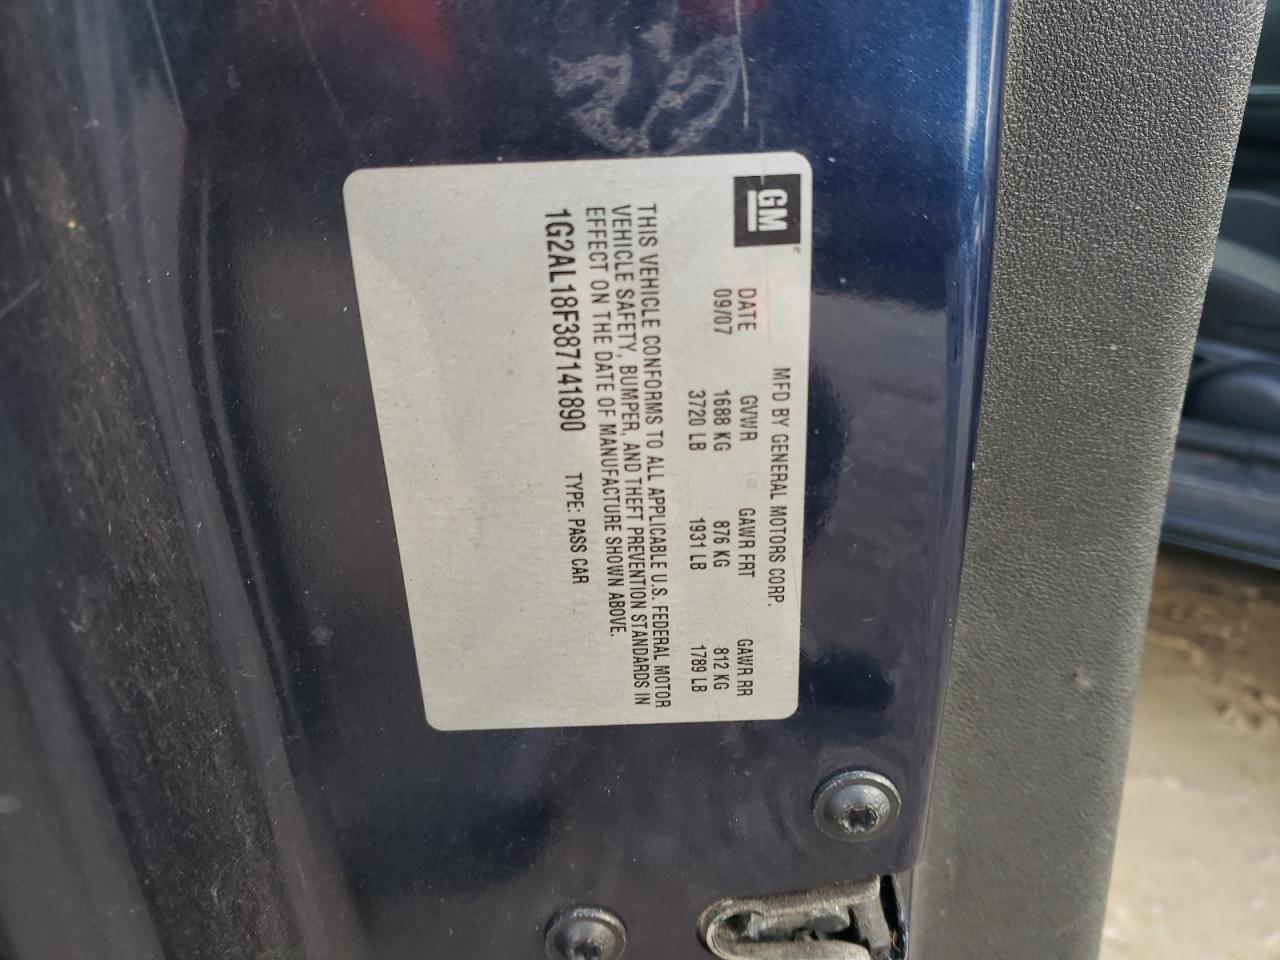 GM
MFD BY GENERAL MOTORS CORP.
DATE GVWR GAWR FRT GAWR RR
09/07 1688 KG 876 KG 812 KG
3720 LB 1931 LB 1789 LB
THIS VEHICLE CONFORMS TO ALL APPLICABLE U.S. FEDERAL MOTOR
VEHICLE SAFETY, BUMPER, AND THEFT PREVENTION STANDARDS IN
EFFECT ON THE DATE OF MANUFACTURE SHOWN ABOVE.
1G2AL18F387141890 TYPE: PASS CAR